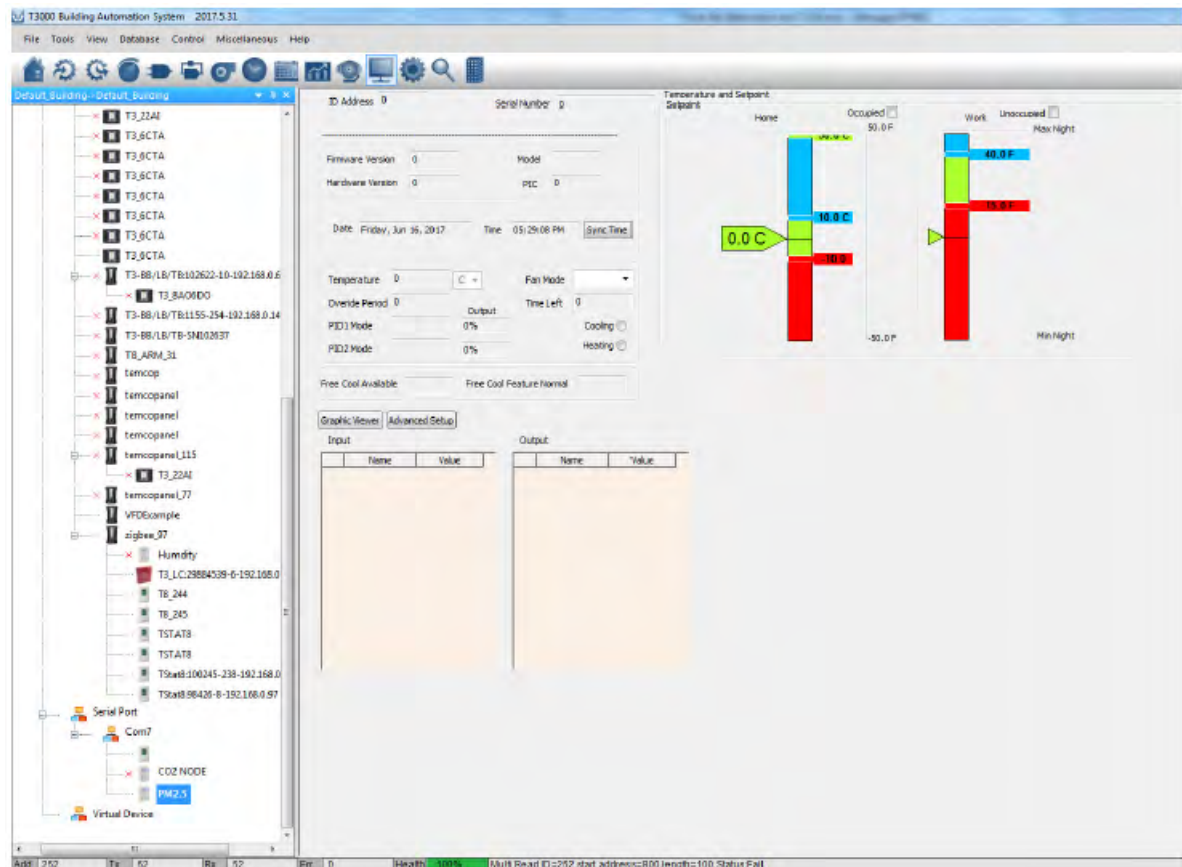 T3000 Building Automation System 2017.5.31
File Tools View Database Control Miscellaneous Help
Default_Building--Default_Building
T3_22AI
T3_6CTA
T3_6CTA
T3_6CTA
T3_6CTA
T3_6CTA
T3_6CTA
T3_6CTA
T3-BB/LB/TB:102622-10-192.168.0.6
T3_8AO6DO
T3-BB/LB/TB:1155-254-192.168.0.14
T3-BB/LB/TB-SN102637
TB_ARM_31
temcop
temcopanel
temcopanel
temcopanel
temcopanel_115
T3_22AI
temcopanel_77
VFDExample
zigbee_97
Humdity
T3_LC:29884539-6-192.168.0
T8_244
T8_245
TSTAT8
TSTAT8
TStat8:100245-238-192.168.0
TStat8:98426-8-192.168.0.97
Serial Port
Com7
CO2 NODE
PM2.5
Virtual Device
ID Address 0 Serial Number 0
Firmware Version 0 Model
Hardware Version 0 PIC 0
Date Friday, Jun 16, 2017 Time 05:29:08 PM Sync Time
Temperature 0 C Fan Mode
Override Period 0 Time Left 0
Output
PID1 Mode 0% Cooling
PID2 Mode 0% Heating
Free Cool Available Free Cool Feature Normal
Graphic Viewer Advanced Setup
Input Output
Name Value Name Value
Temperature and Setpoint
Setpoint
Home Occupied Work Unoccupied
50.0 C 50.0 F Max Night
40.0 F
10.0 C 15.0 F
0.0 C
-10.0
-50.0 F Min Night
Add 252 Tx 52 Rx 52 Err 0 Health 100% Multi Read ID=252 start address=800 length=100 Status Fail